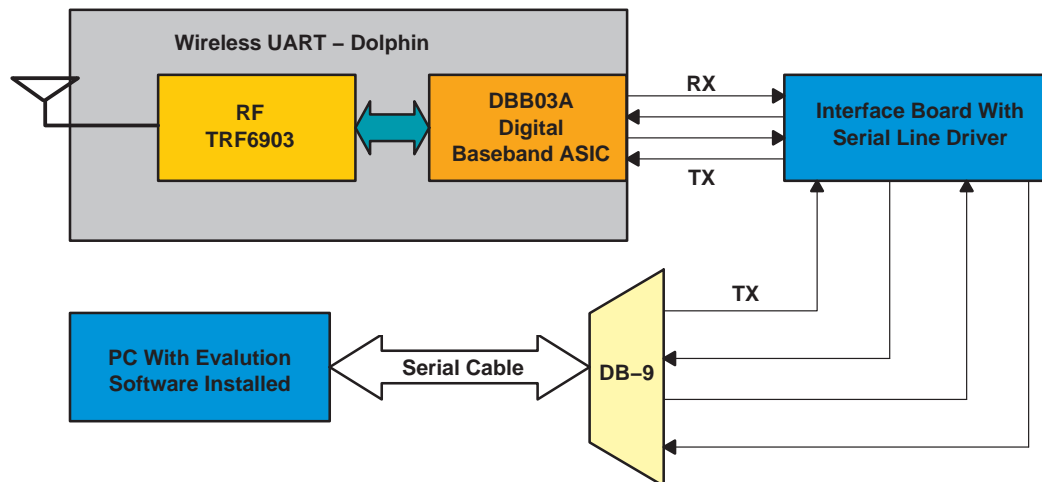 Wireless UART – Dolphin
RF
TRF6903
DBB03A
Digital
Baseband ASIC
RX
TX
Interface Board With
Serial Line Driver
TX
PC With Evalution
Software Installed
Serial Cable
DB–9